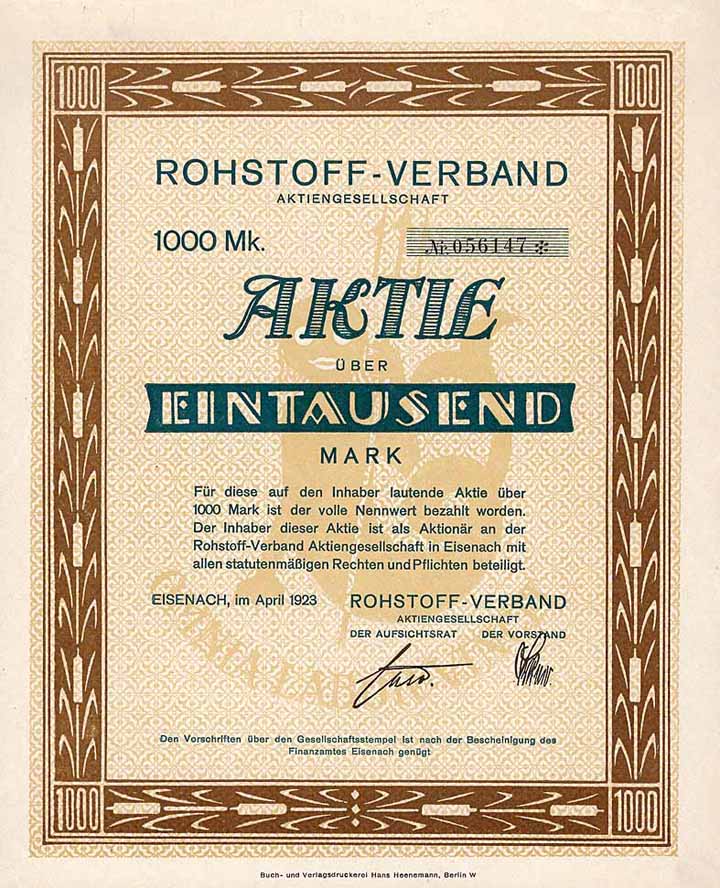 1000 1000
ROHSTOFF-VERBAND
AKTIENGESELLSCHAFT
1000 Mk. Nr. 056147 ✻
AKTIE
ÜBER
EINTAUSEND
MARK
Für diese auf den Inhaber lautende Aktie über
1000 Mark ist der volle Nennwert bezahlt worden.
Der Inhaber dieser Aktie ist als Aktionär an der
Rohstoff-Verband Aktiengesellschaft in Eisenach mit
allen statutenmäßigen Rechten und Pflichten beteiligt.
EISENACH, im April 1923 ROHSTOFF-VERBAND
AKTIENGESELLSCHAFT
DER AUFSICHTSRAT DER VORSTAND
Den Vorschriften über den Gesellschaftsstempel ist nach der Bescheinigung des
Finanzamtes Eisenach genügt
1000 1000
Buch- und Verlagsdruckerei Hans Heenemann, Berlin W